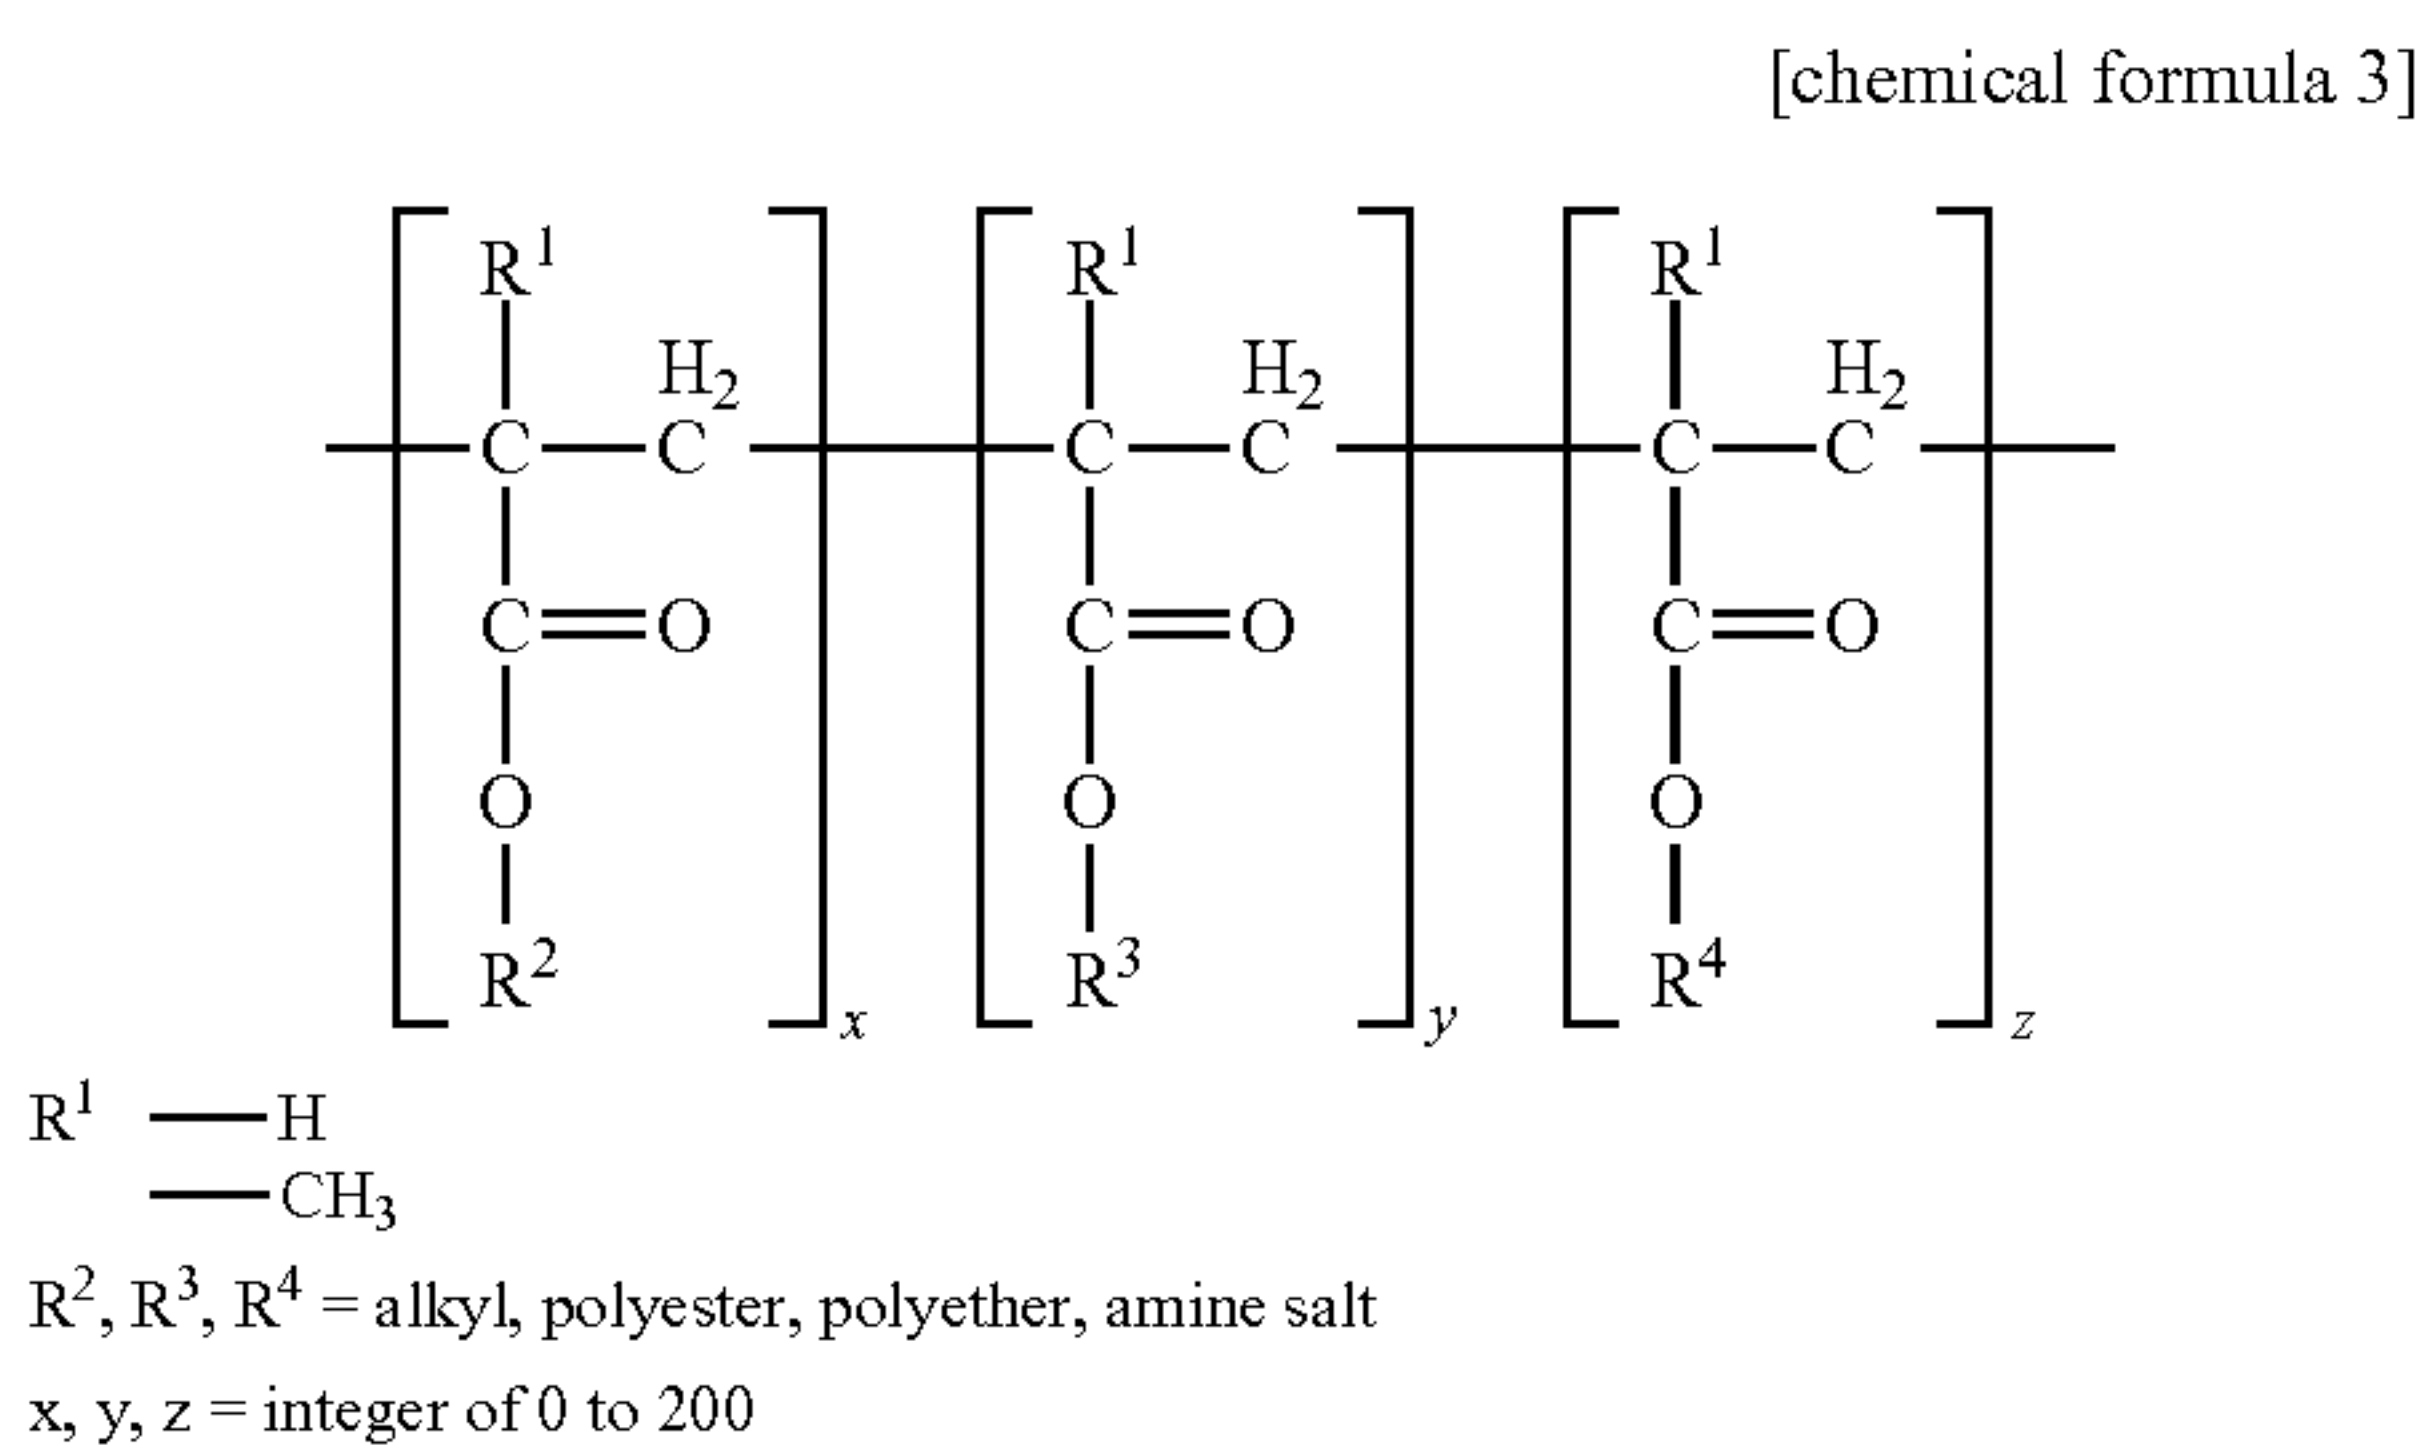 [chemical formula 3]
R¹ R¹ R¹
H₂ H₂ H₂
C C C C C C
C O C O C O
O O O
R² R³ R⁴
x y z
R¹ —H
—CH₃
R², R³, R⁴ = alkyl, polyester, polyether, amine salt
x, y, z = integer of 0 to 200